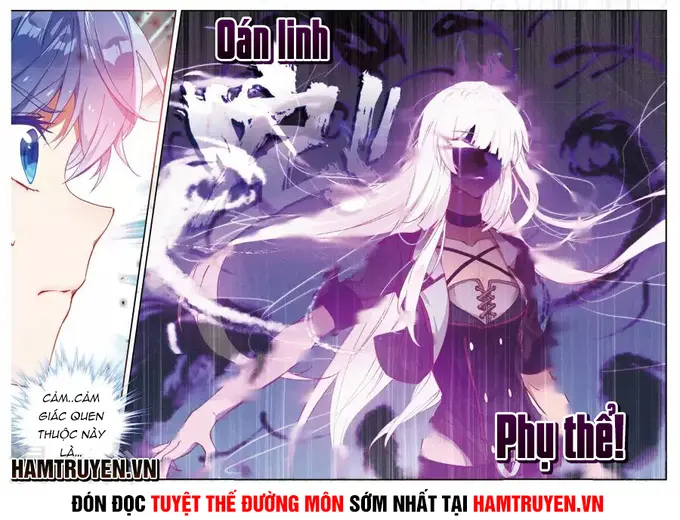 Oán linh
Phụ thể!
CẢM..CẢM
GIÁC QUEN
THUỘC NÀY
LÀ...
HAMTRUYEN.VN
ĐÓN ĐỌC TUYỆT THẾ ĐƯỜNG MÔN SỚM NHẤT TẠI HAMTRUYEN.VN